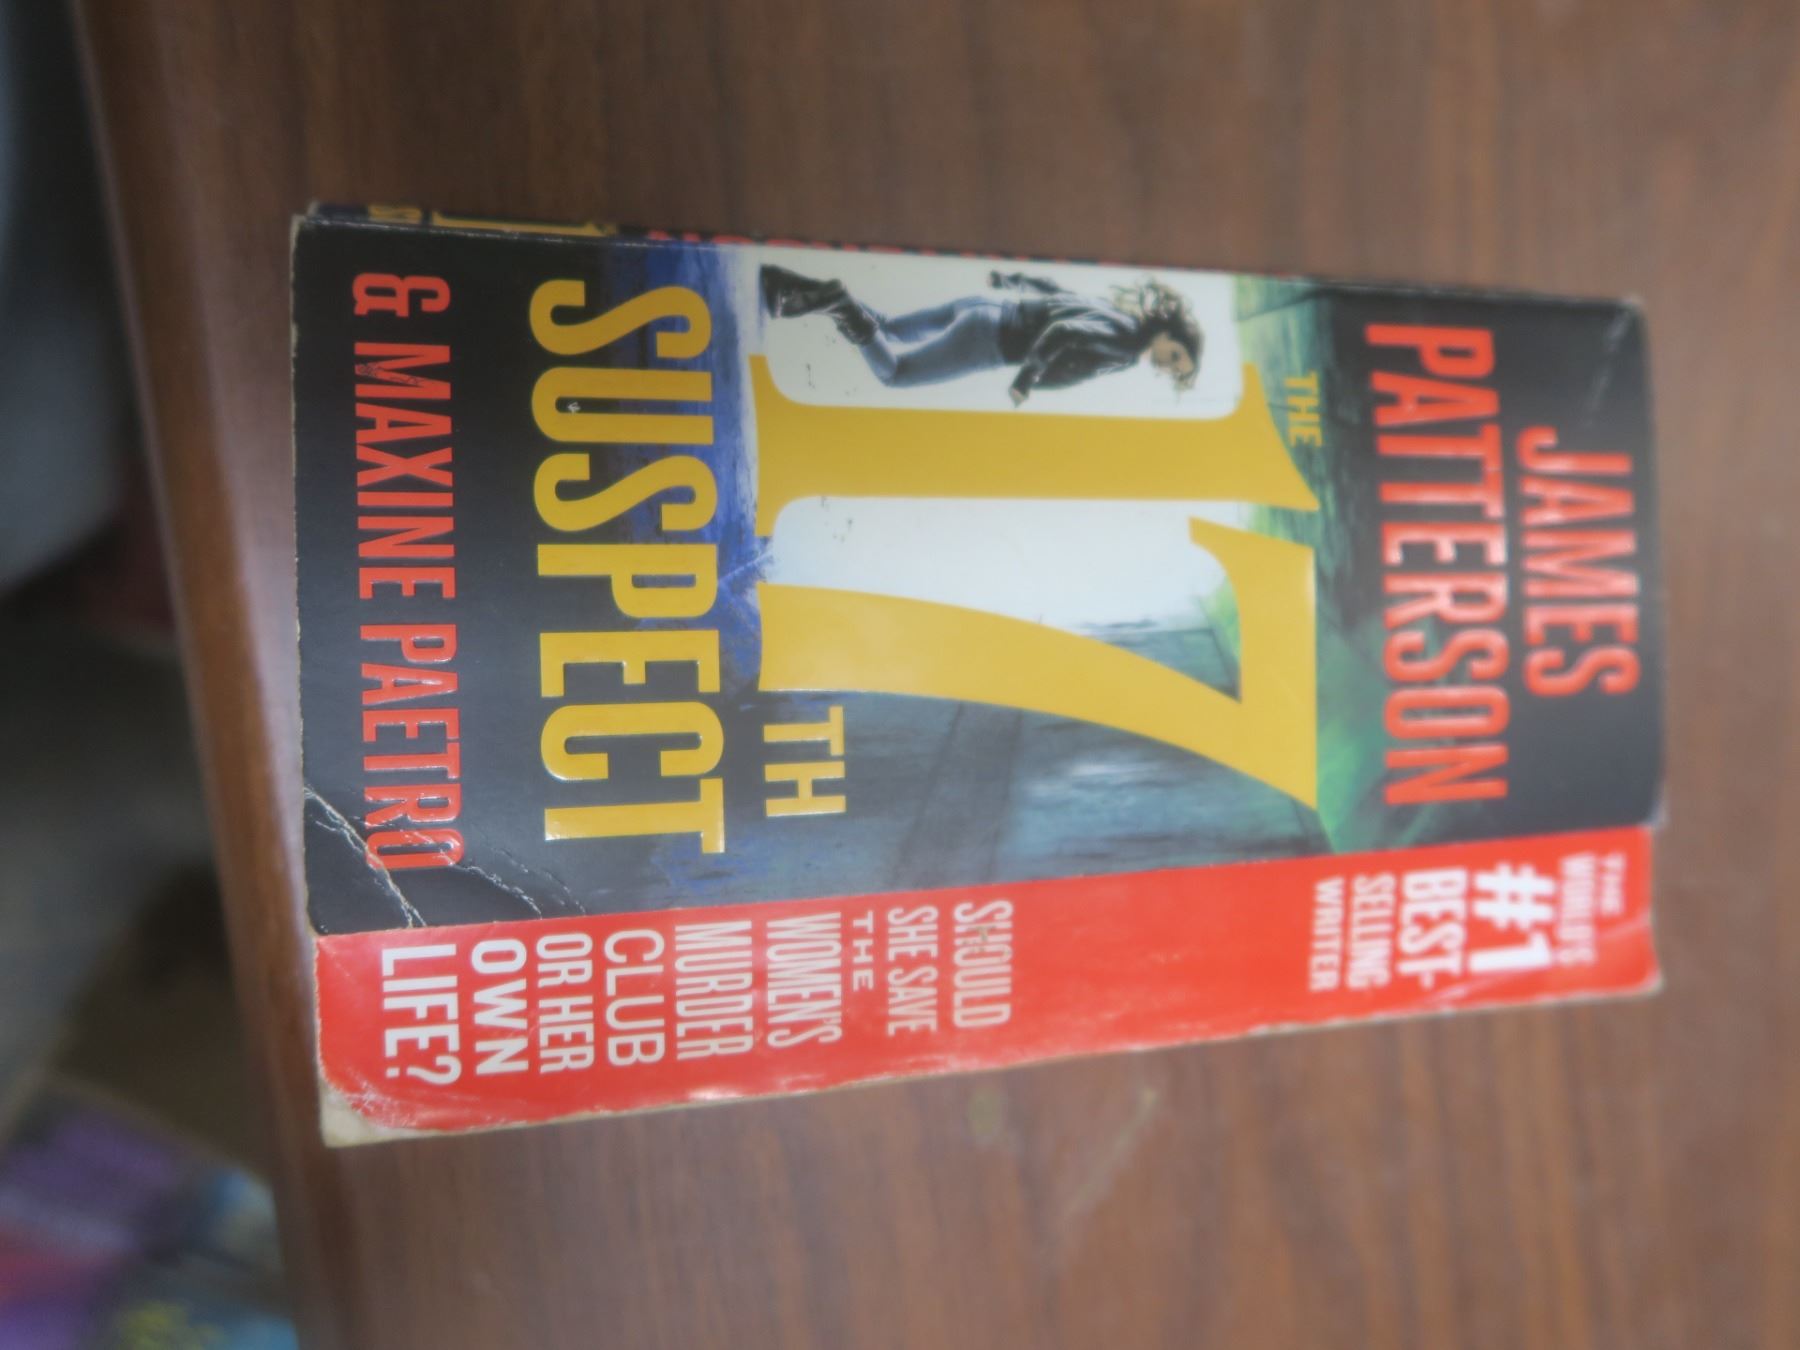 JAMES
PATTERSON
THE
17
TH
SUSPECT
& MAXINE PAETRO
THE
WORLD'S
#1
BEST-
SELLING
WRITER
SHOULD
SHE SAVE
THE
WOMEN'S
MURDER
CLUB
OR HER
OWN
LIFE?